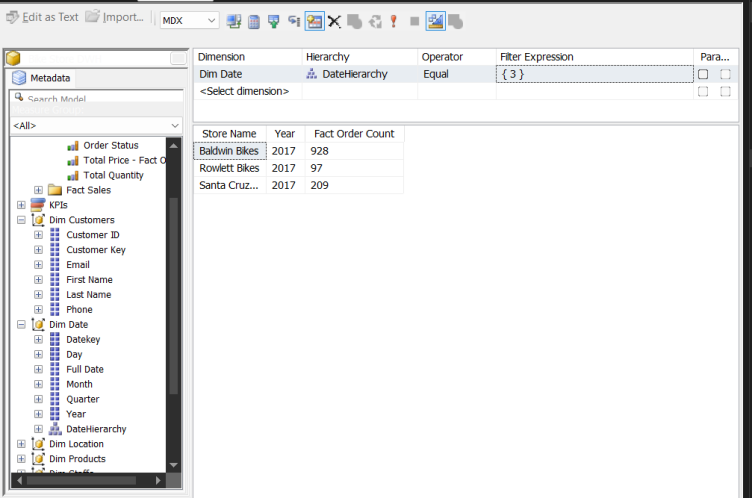 Edit as Text Import... MDX
Dimension Hierarchy Operator Filter Expression Para...
Dim Date DateHierarchy Equal { 3 }
<Select dimension>
Metadata
Search Model
<All>
Order Status
Total Price - Fact O
Total Quantity
Fact Sales
KPIs
Dim Customers
Customer ID
Customer Key
Email
First Name
Last Name
Phone
Dim Date
Datekey
Day
Full Date
Month
Quarter
Year
DateHierarchy
Dim Location
Dim Products
Dim Staffs
Store Name Year Fact Order Count
Baldwin Bikes 2017 928
Rowlett Bikes 2017 97
Santa Cruz... 2017 209